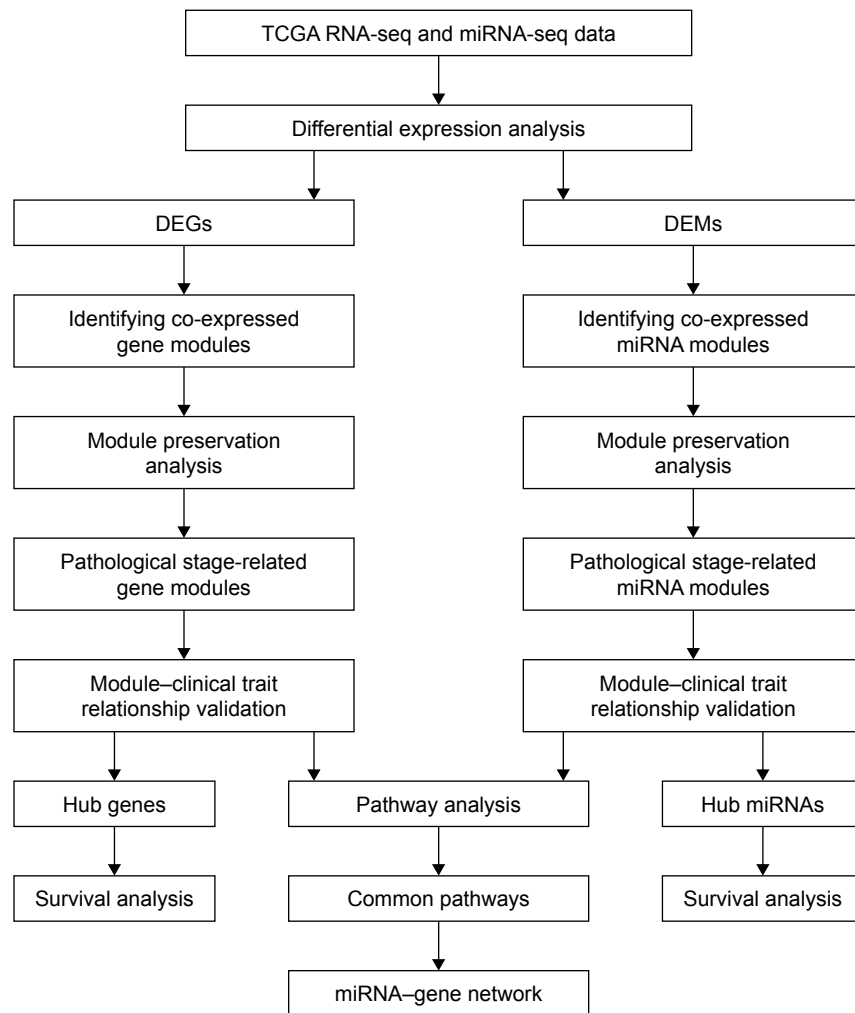 TCGA RNA-seq and miRNA-seq data
Differential expression analysis
DEGs
DEMs
Identifying co-expressed
gene modules
Identifying co-expressed
miRNA modules
Module preservation
analysis
Module preservation
analysis
Pathological stage-related
gene modules
Pathological stage-related
miRNA modules
Module–clinical trait
relationship validation
Module–clinical trait
relationship validation
Hub genes
Pathway analysis
Hub miRNAs
Survival analysis
Common pathways
Survival analysis
miRNA–gene network